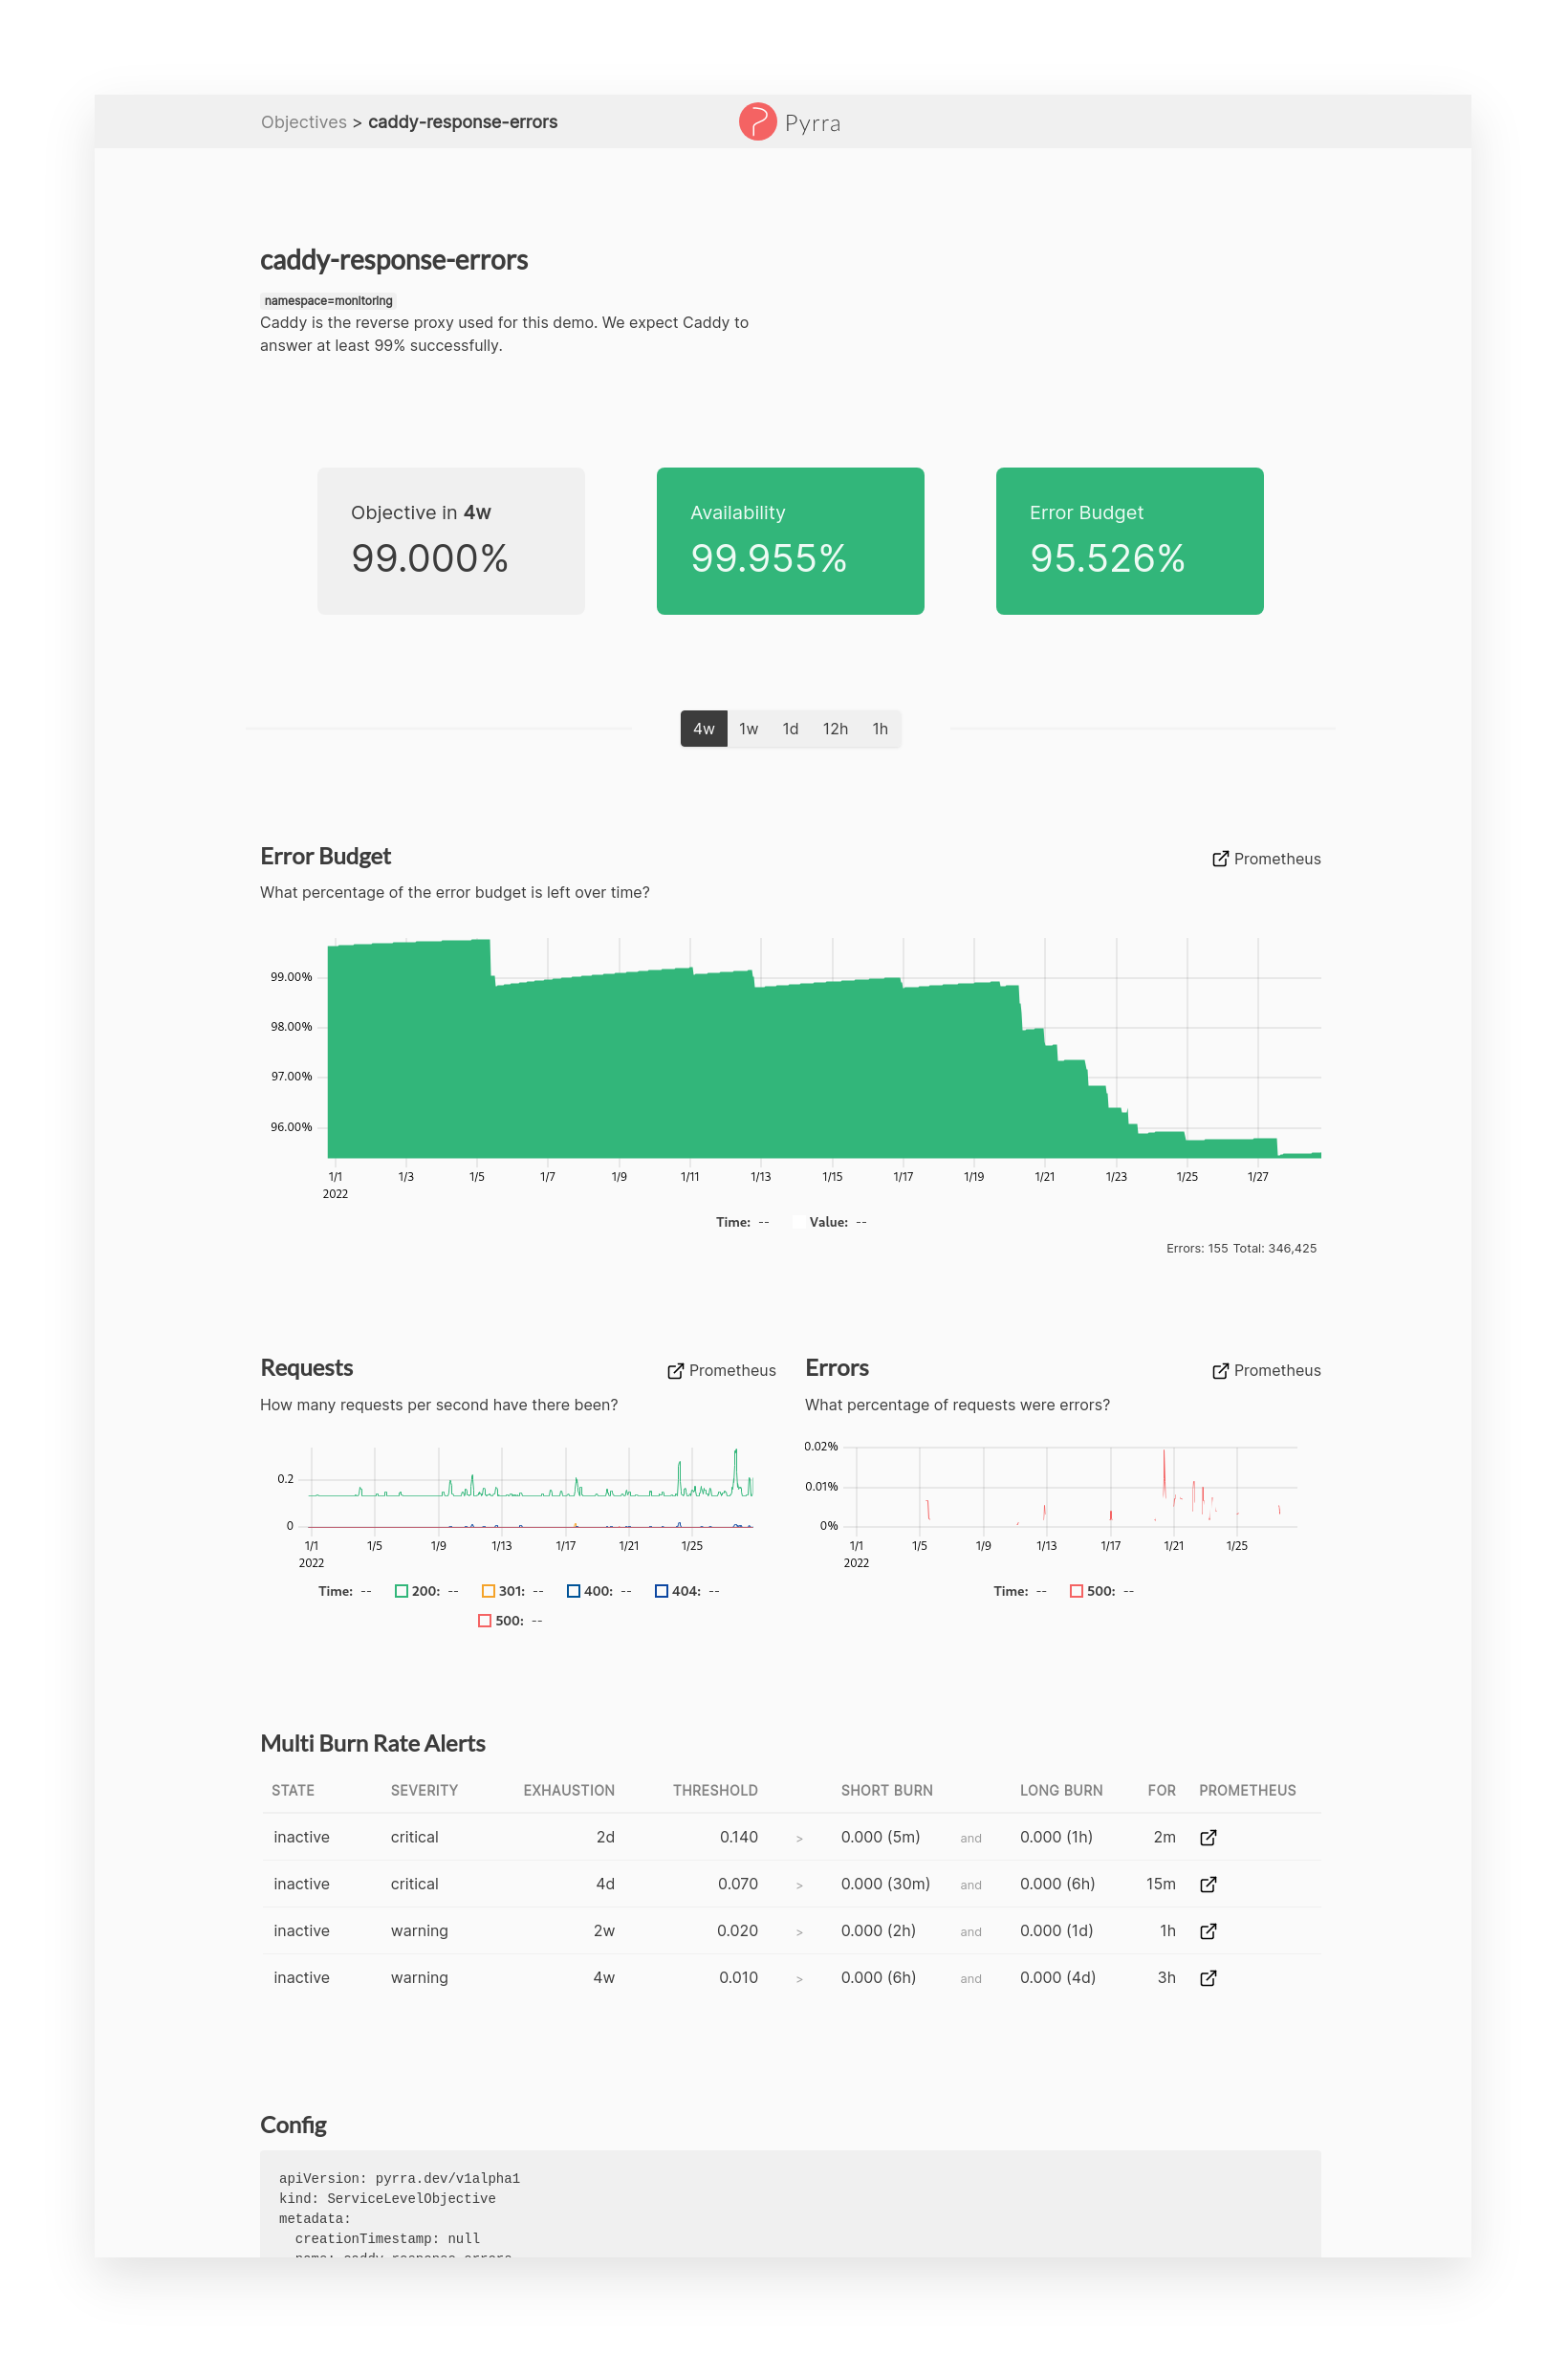 Objectives > caddy-response-errors
Pyrra
caddy-response-errors
namespace=monitoring
Caddy is the reverse proxy used for this demo. We expect Caddy to
answer at least 99% successfully.
Objective in 4w
99.000%
Availability
99.955%
Error Budget
95.526%
4w 1w 1d 12h 1h
Error Budget
Prometheus
What percentage of the error budget is left over time?
99.00%
98.00%
97.00%
96.00%
1/1 1/3 1/5 1/7 1/9 1/11 1/13 1/15 1/17 1/19 1/21 1/23 1/25 1/27
2022
Time: -- Value: --
Errors: 155 Total: 346,425
Requests
Prometheus
How many requests per second have there been?
0.2
0
1/1 1/5 1/9 1/13 1/17 1/21 1/25
2022
Time: -- 200: -- 301: -- 400: -- 404: --
500: --
Errors
Prometheus
What percentage of requests were errors?
0.02%
0.01%
0%
1/1 1/5 1/9 1/13 1/17 1/21 1/25
2022
Time: -- 500: --
Multi Burn Rate Alerts
STATE SEVERITY EXHAUSTION THRESHOLD SHORT BURN LONG BURN FOR PROMETHEUS
inactive critical 2d 0.140 > 0.000 (5m) and 0.000 (1h) 2m
inactive critical 4d 0.070 > 0.000 (30m) and 0.000 (6h) 15m
inactive warning 2w 0.020 > 0.000 (2h) and 0.000 (1d) 1h
inactive warning 4w 0.010 > 0.000 (6h) and 0.000 (4d) 3h
Config
apiVersion: pyrra.dev/v1alpha1
kind: ServiceLevelObjective
metadata:
creationTimestamp: null
name: caddy-response-errors